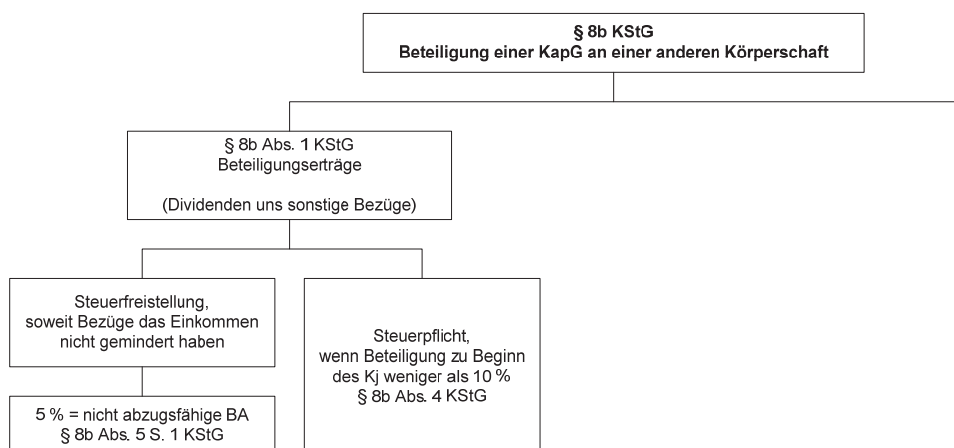 § 8b KStG
Beteiligung einer KapG an einer anderen Körperschaft
§ 8b Abs. 1 KStG
Beteiligungserträge
(Dividenden uns sonstige Bezüge)
Steuerfreistellung,
soweit Bezüge das Einkommen
nicht gemindert haben
5 % = nicht abzugsfähige BA
§ 8b Abs. 5 S. 1 KStG
Steuerpflicht,
wenn Beteiligung zu Beginn
des Kj weniger als 10 %
§ 8b Abs. 4 KStG